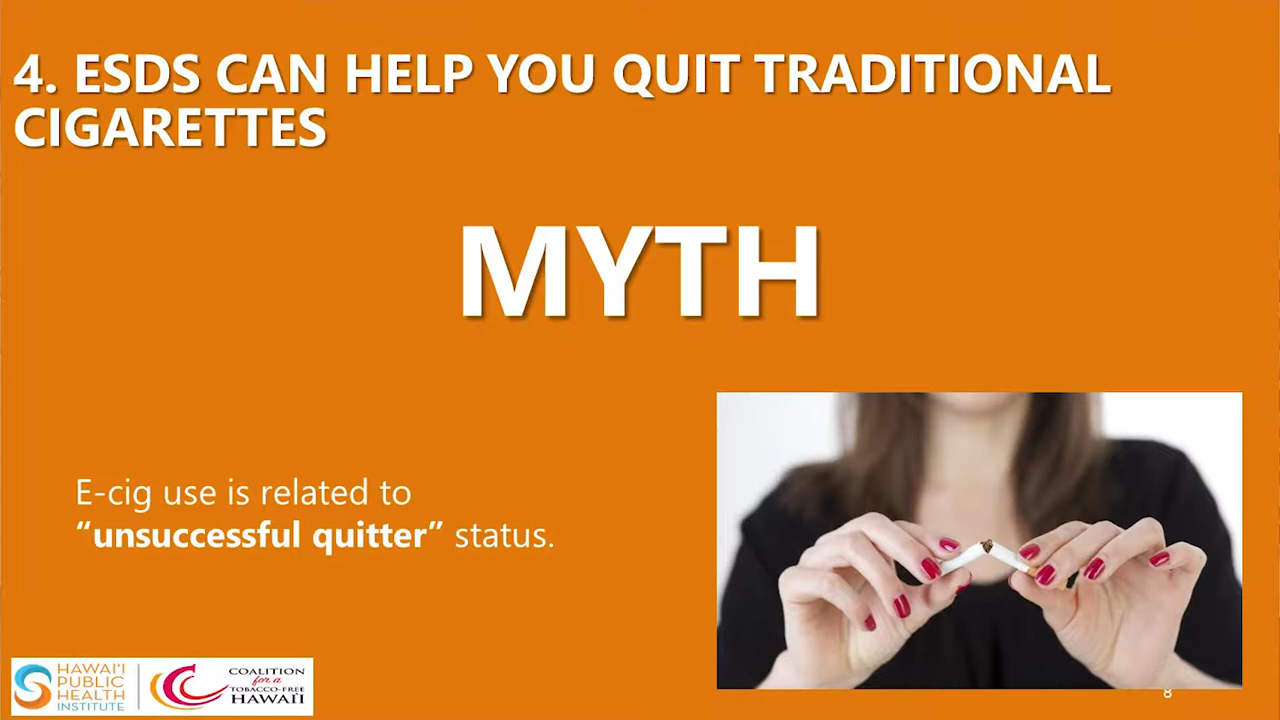 4. ESDS CAN HELP YOU QUIT TRADITIONAL
CIGARETTES
MYTH
E-cig use is related to
“unsuccessful quitter” status.
HAWAI'I
PUBLIC
HEALTH
INSTITUTE
COALITION
for a
TOBACCO-FREE
HAWAI'I
8